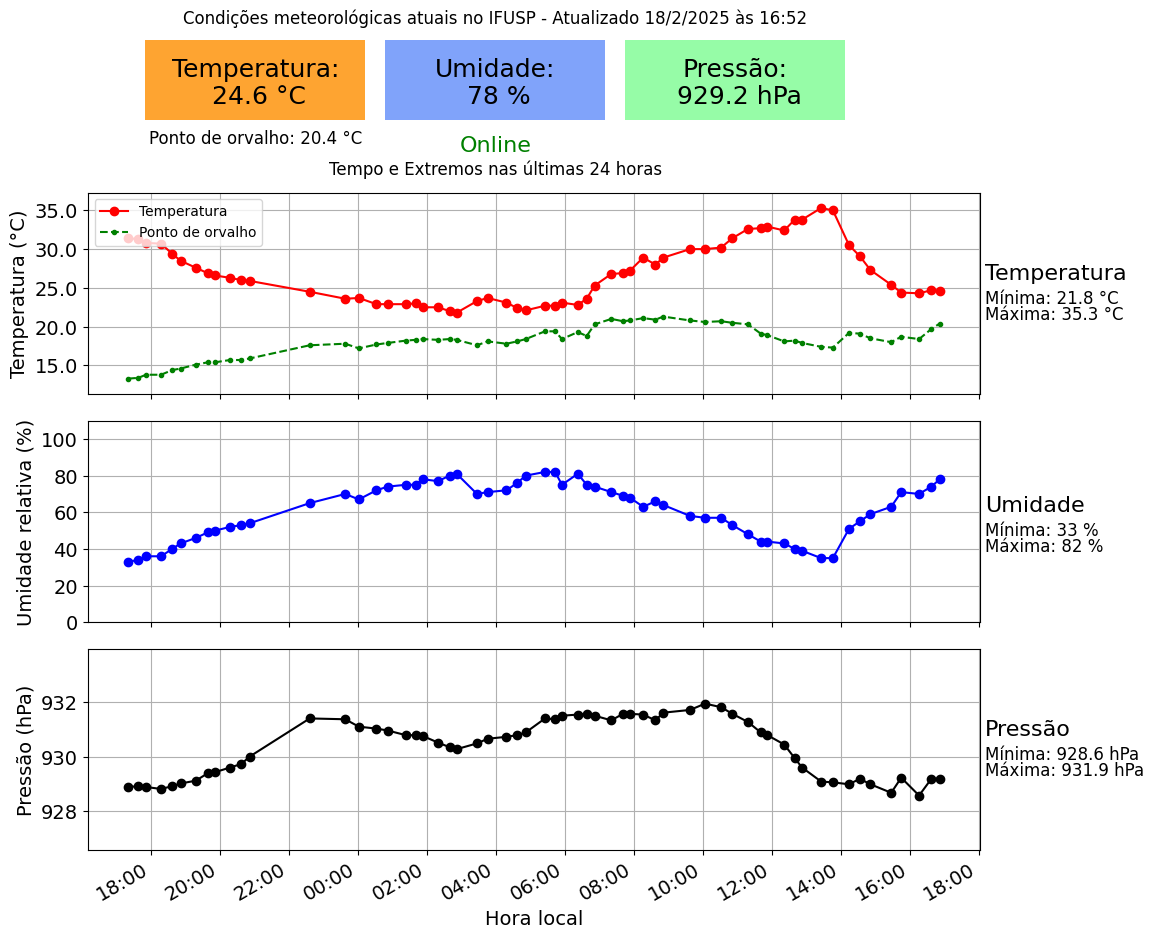 Condições meteorológicas atuais no IFUSP - Atualizado 18/2/2025 às 16:52
Temperatura:
24.6 °C
Umidade:
78 %
Pressão:
929.2 hPa
Ponto de orvalho: 20.4 °C
Online
Tempo e Extremos nas últimas 24 horas
Temperatura (°C)
35.0
30.0
25.0
20.0
15.0
Temperatura
Ponto de orvalho
Temperatura
Mínima: 21.8 °C
Máxima: 35.3 °C
Umidade relativa (%)
100
80
60
40
20
0
Umidade
Mínima: 33 %
Máxima: 82 %
Pressão (hPa)
932
930
928
Pressão
Mínima: 928.6 hPa
Máxima: 931.9 hPa
18:00
20:00
22:00
00:00
02:00
04:00
06:00
08:00
10:00
12:00
14:00
16:00
18:00
Hora local